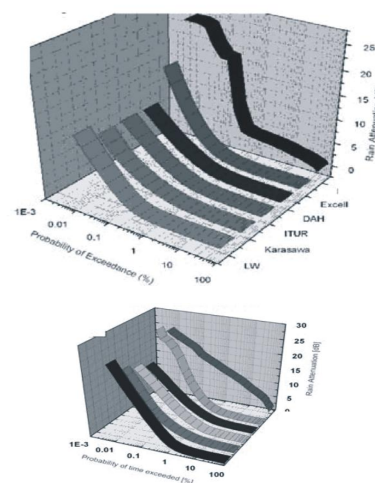 25
20
15
10
5
0
Rain Attenuation
Excell
DAH
ITUR
Karasawa
LW
1E-3
0.01
0.1
1
10
100
Probability of Exceedance (%)
30
25
20
15
10
5
0
Rain Attenuation [dB]
1E-3
0.01
0.1
1
10
100
Probability of time exceeded [%]